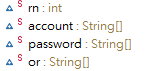 S rn : int
S account : String[]
S password : String[]
S or : String[]